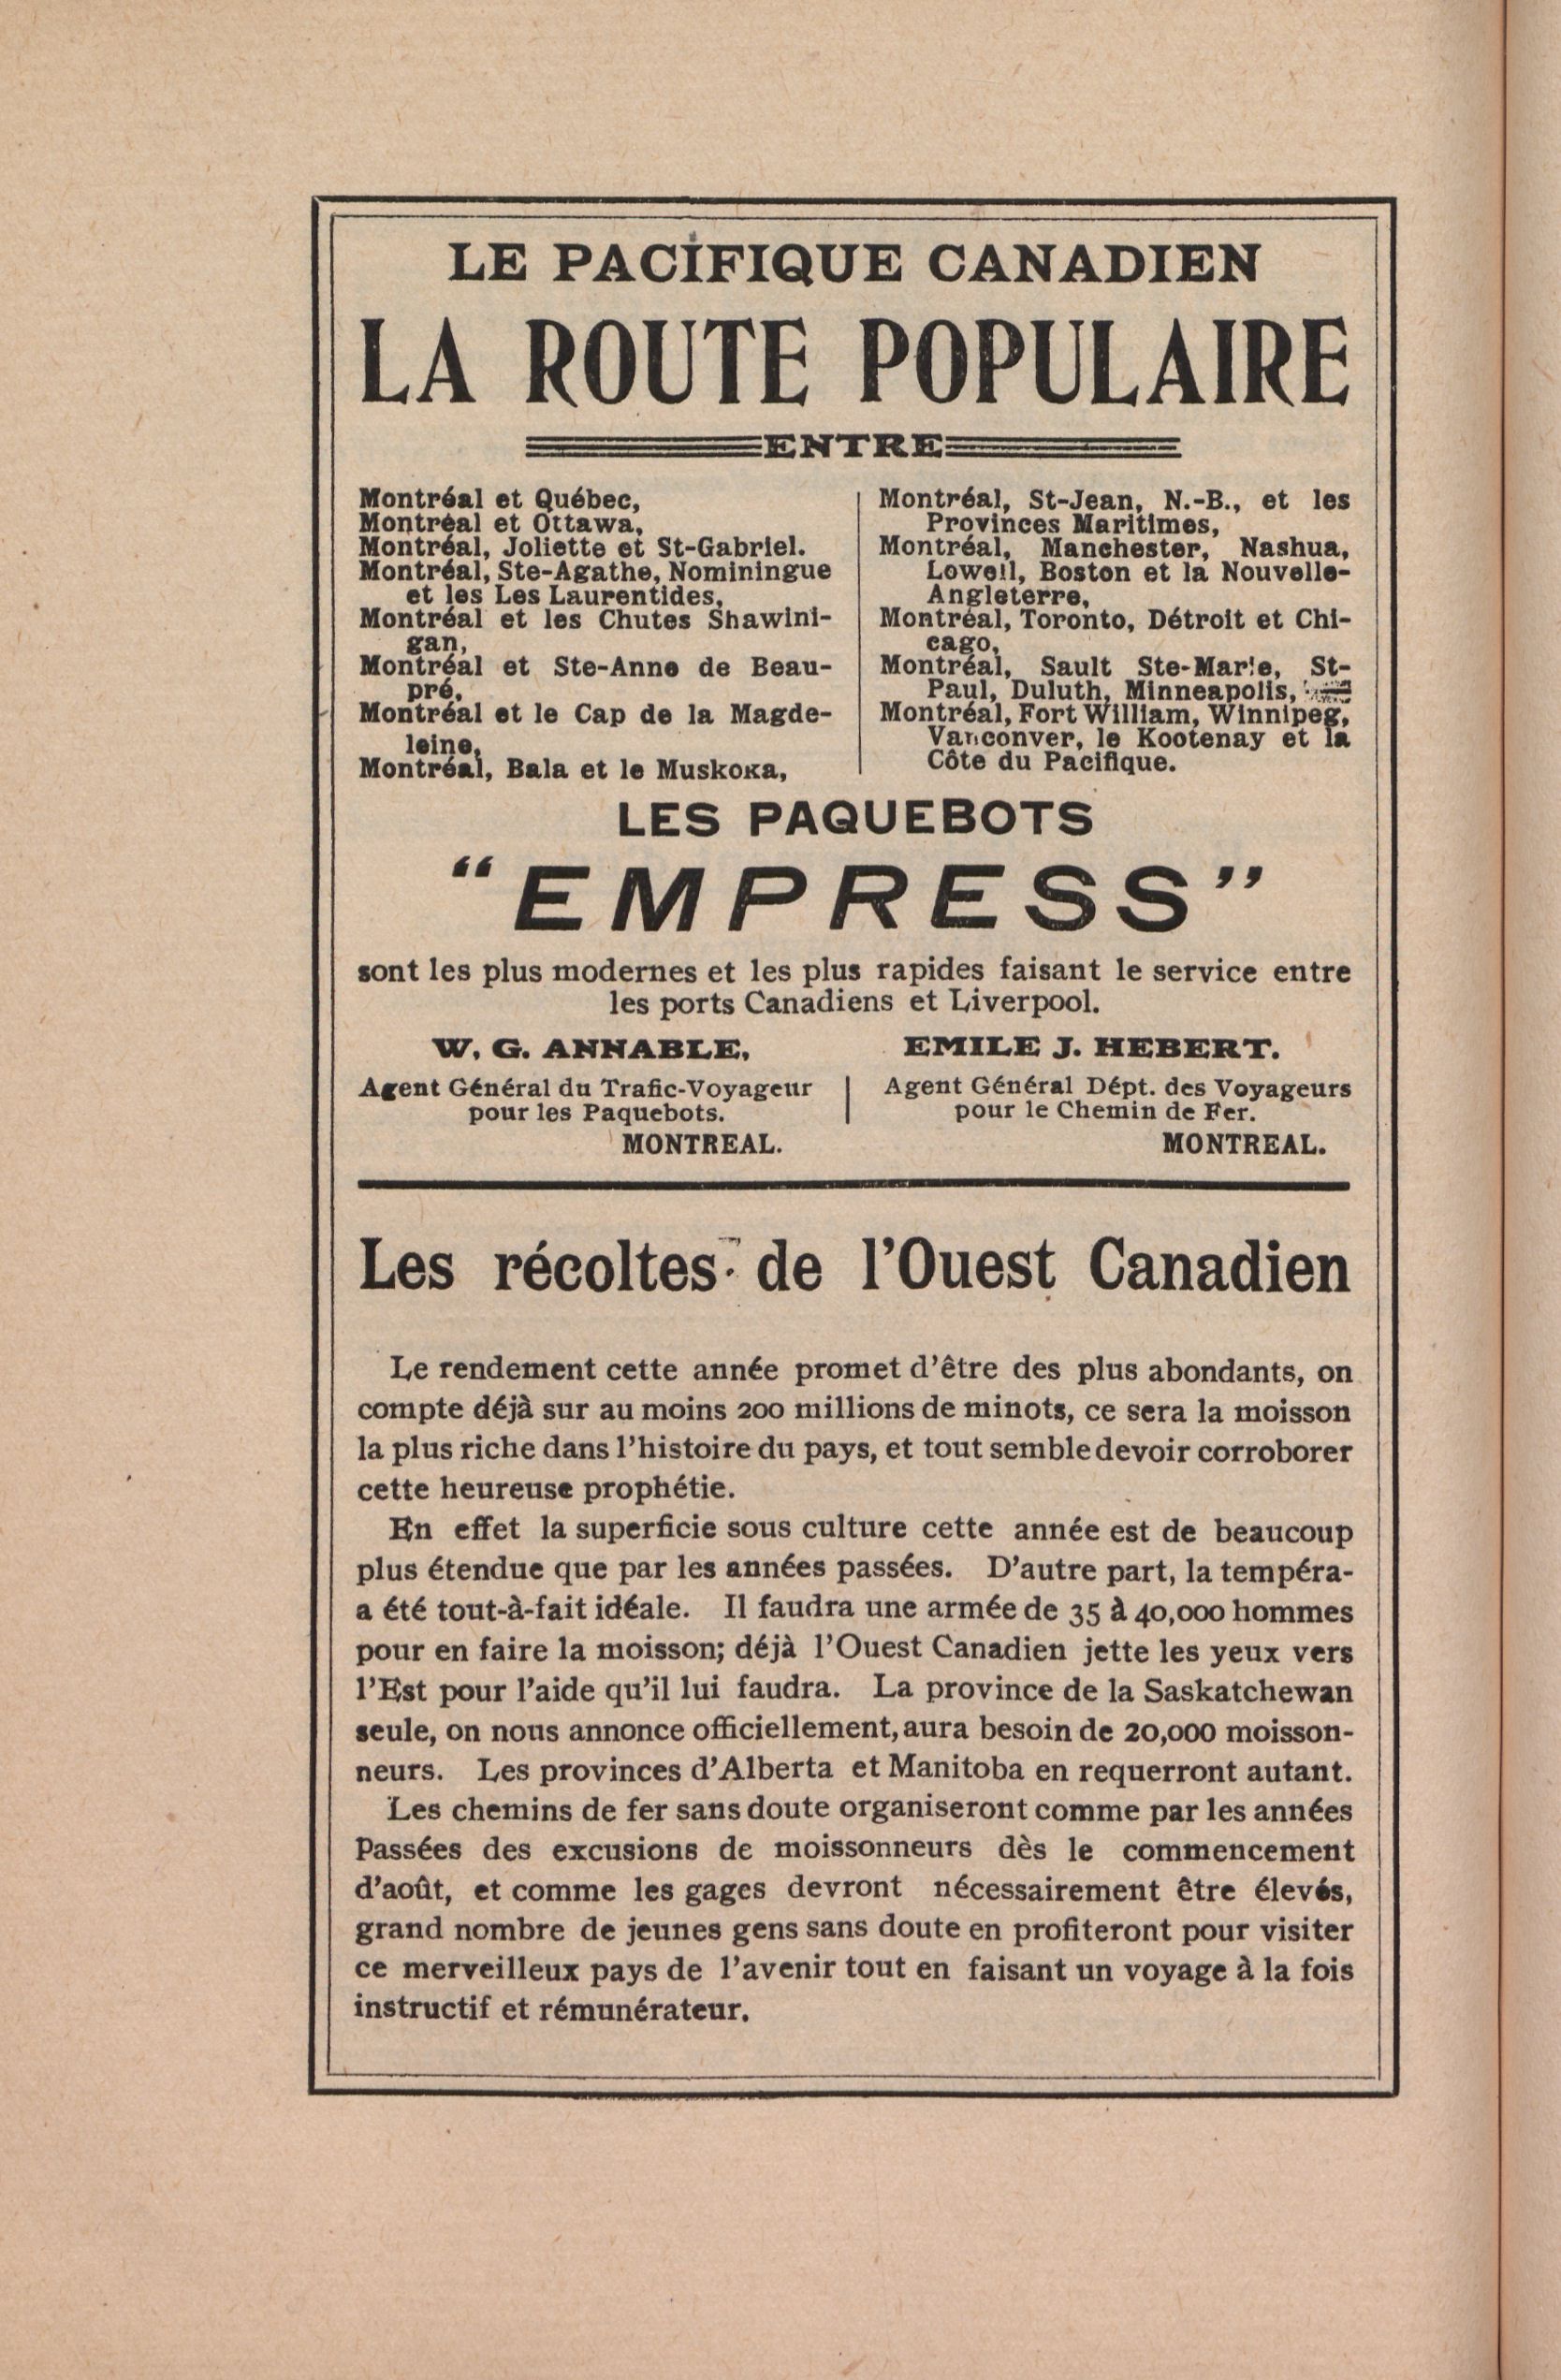 LE PACIFIQUE CANADIEN
LA ROUTE POPULAIRE
ENTRE
Montréal et Québec,
Montréal et Ottawa,
Montréal, Joliette et St-Gabriel.
Montréal, Ste-Agathe, Nominingue
et les Les Laurentides,
Montréal et les Chutes Shawini-
gan,
Montréal et Ste-Anne de Beau-
pré,
Montréal et le Cap de la Magde-
leine,
Montréal, Bala et le Muskoka,
Montréal, St-Jean, N.-B., et les
Provinces Maritimes,
Montréal, Manchester, Nashua,
Lowell, Boston et la Nouvelle-
Angleterre,
Montréal, Toronto, Détroit et Chi-
cago,
Montréal, Sault Ste-Marie, St-
Paul, Duluth, Minneapolis,
Montréal, Fort William, Winnipeg,
Vanconver, le Kootenay et la
Côte du Pacifique.
LES PAQUEBOTS
"EMPRESS"
sont les plus modernes et les plus rapides faisant le service entre
les ports Canadiens et Liverpool.
W. G. ANNABLE,
Agent Général du Trafic-Voyageur
pour les Paquebots.
MONTREAL.
EMILE J. HEBERT.
Agent Général Dépt. des Voyageurs
pour le Chemin de Fer.
MONTREAL.
Les récoltes de l'Ouest Canadien
Le rendement cette année promet d'être des plus abondants, on
compte déjà sur au moins 200 millions de minots, ce sera la moisson
la plus riche dans l'histoire du pays, et tout semble devoir corroborer
cette heureuse prophétie.
En effet la superficie sous culture cette année est de beaucoup
plus étendue que par les années passées. D'autre part, la tempéra-
a été tout-à-fait idéale. Il faudra une armée de 35 à 40,000 hommes
pour en faire la moisson; déjà l'Ouest Canadien jette les yeux vers
l'Est pour l'aide qu'il lui faudra. La province de la Saskatchewan
seule, on nous annonce officiellement, aura besoin de 20,000 moisson-
neurs. Les provinces d'Alberta et Manitoba en requerront autant.
Les chemins de fer sans doute organiseront comme par les années
Passées des excusions de moissonneurs dès le commencement
d'août, et comme les gages devront nécessairement être élevés,
grand nombre de jeunes gens sans doute en profiteront pour visiter
ce merveilleux pays de l'avenir tout en faisant un voyage à la fois
instructif et rémunérateur.